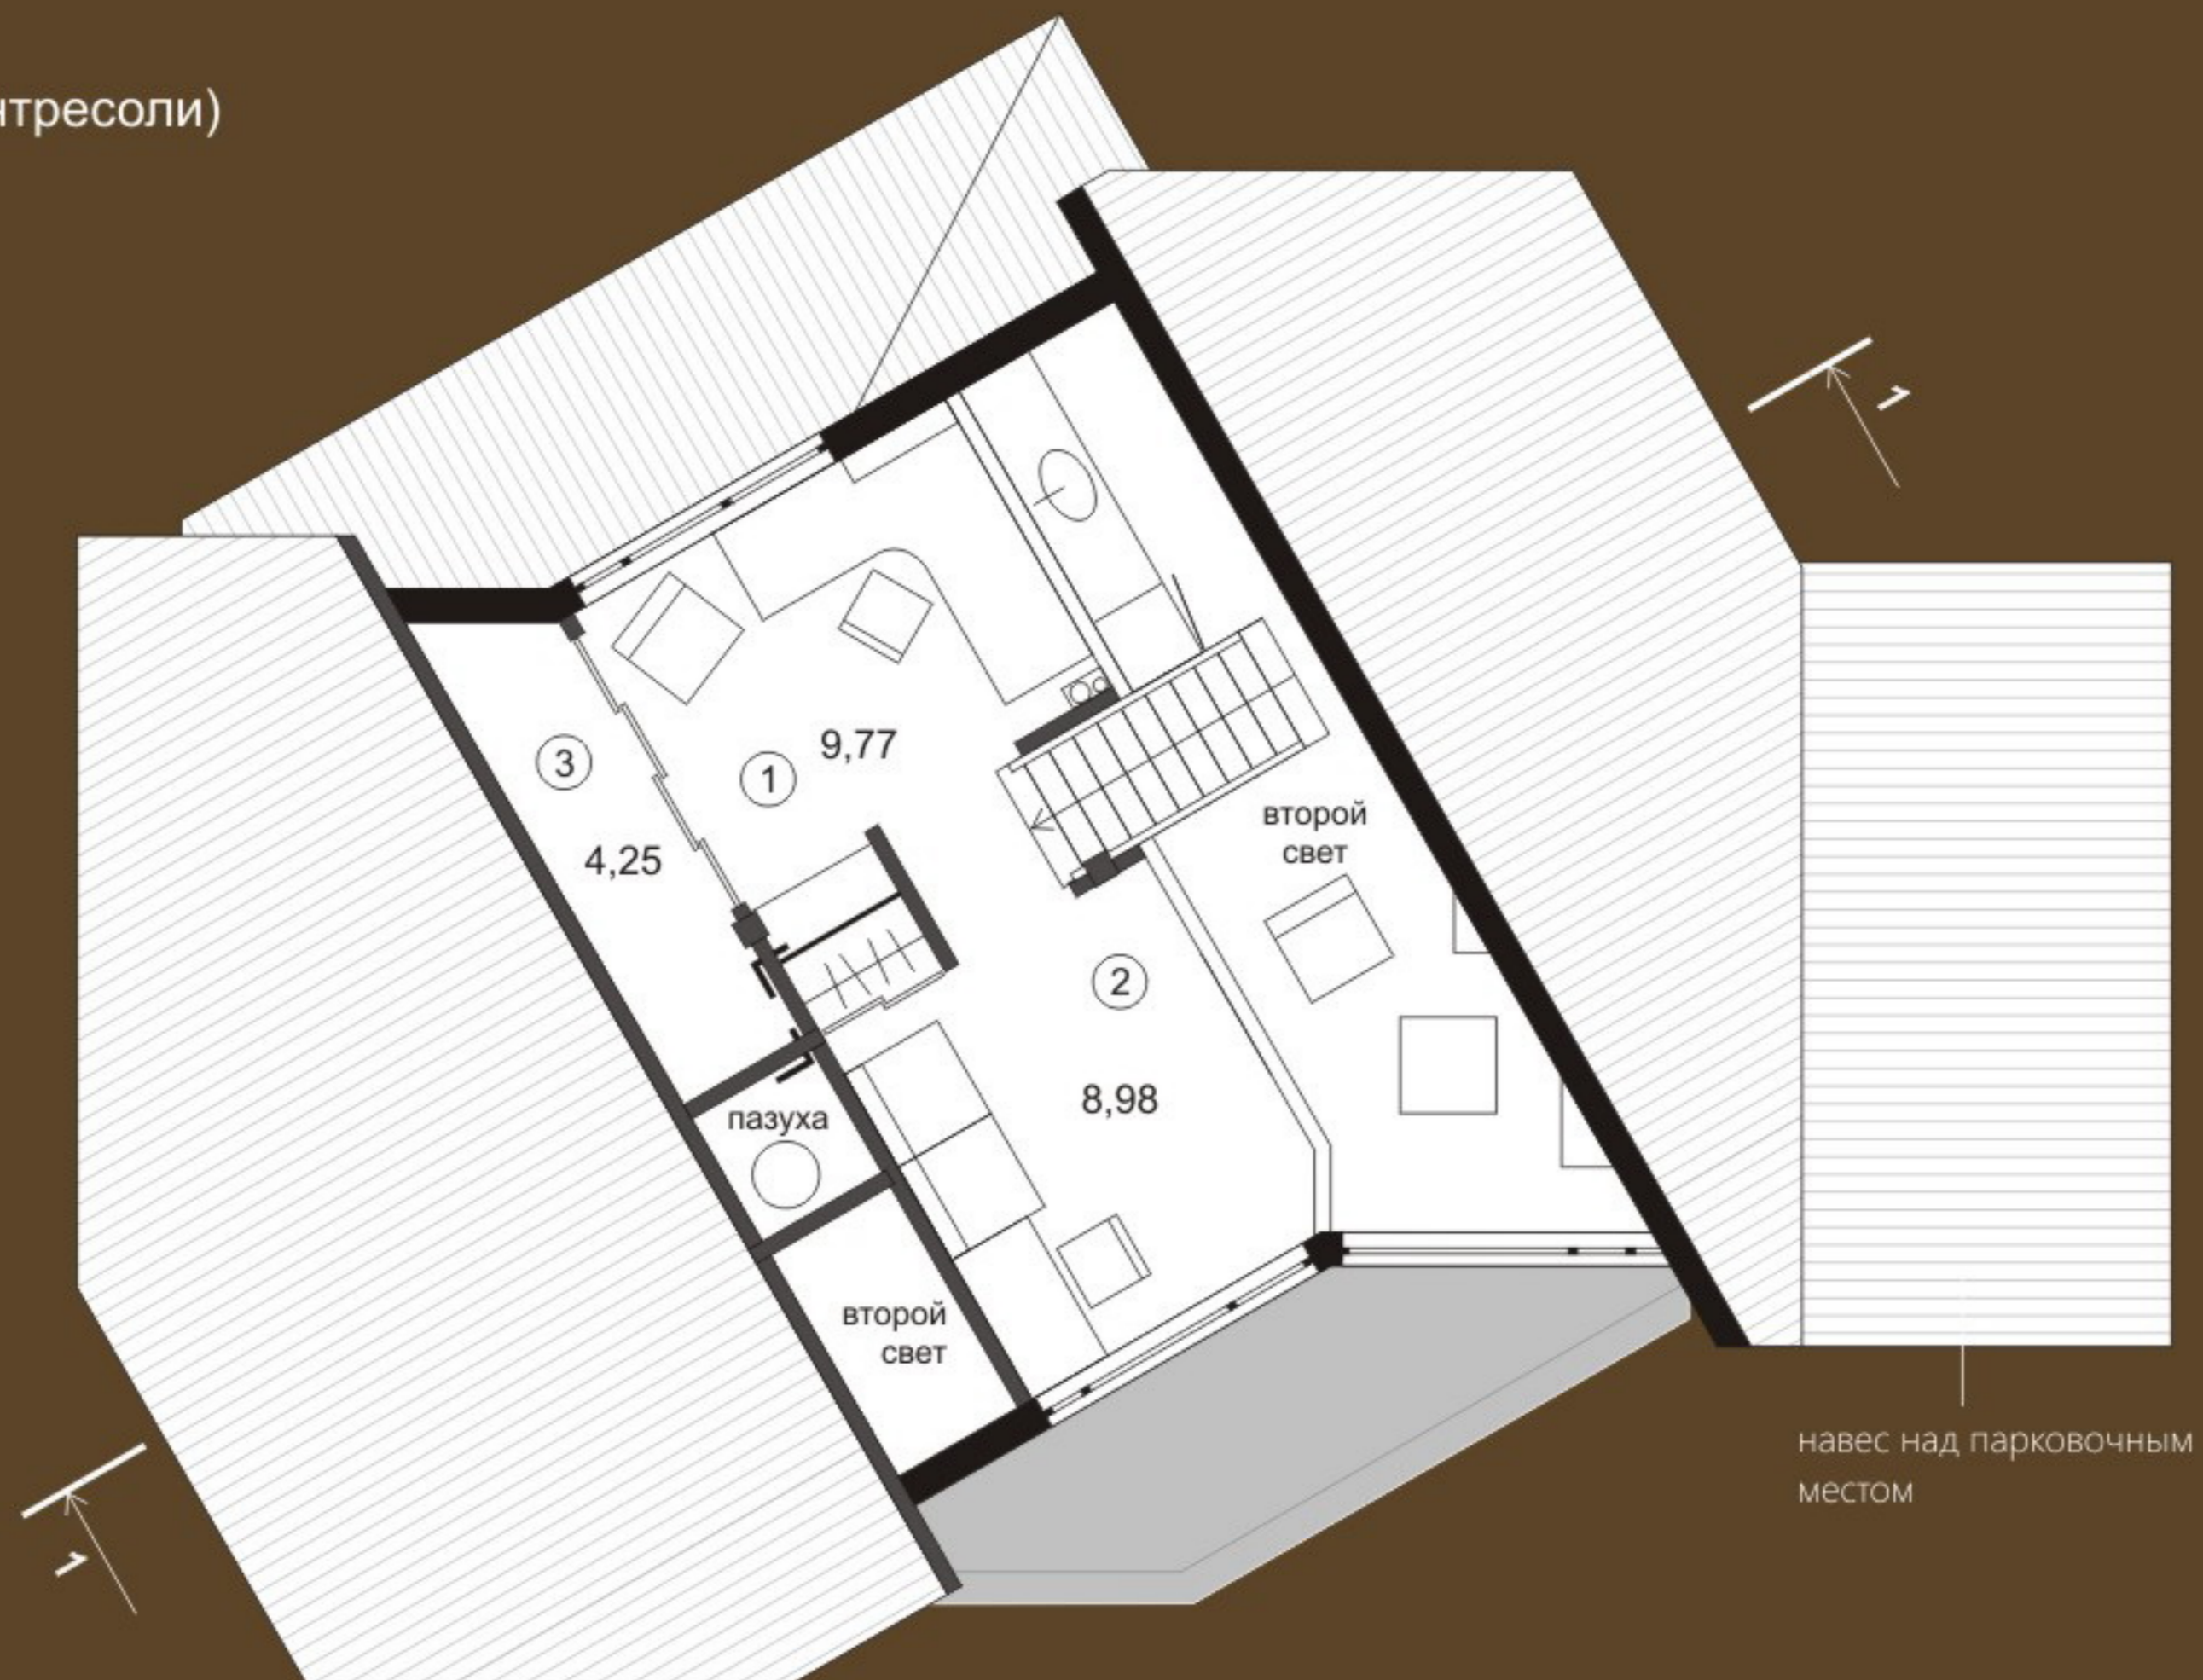 нтресоли)
1
3
1
9,77
4,25
второй
свет
2
8,98
пазуха
второй
свет
навес над парковочным
местом
1